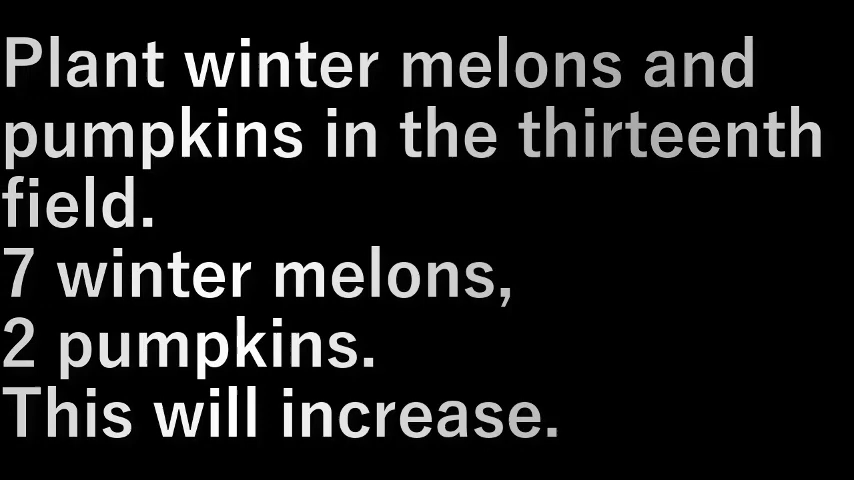 Plant winter melons and
pumpkins in the thirteenth
field.
7 winter melons,
2 pumpkins.
This will increase.